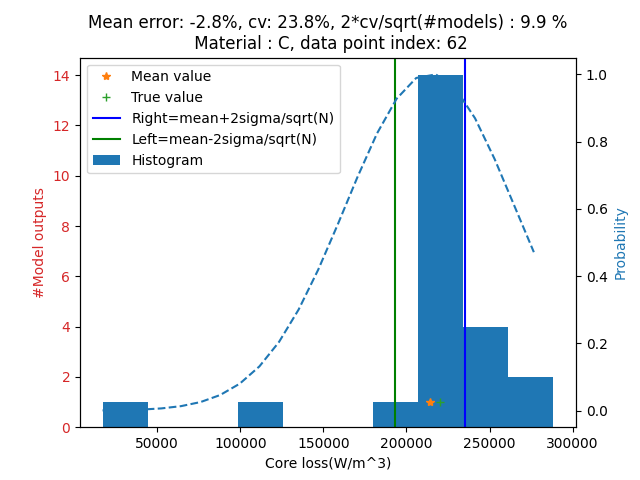 Mean error: -2.8%, cv: 23.8%, 2*cv/sqrt(#models) : 9.9 %
Material : C, data point index: 62
Mean value
True value
Right=mean+2sigma/sqrt(N)
Left=mean-2sigma/sqrt(N)
Histogram
#Model outputs
14
12
10
8
6
4
2
0
1.0
0.8
0.6
0.4
0.2
0.0
Probability
50000 100000 150000 200000 250000 300000
Core loss(W/m^3)